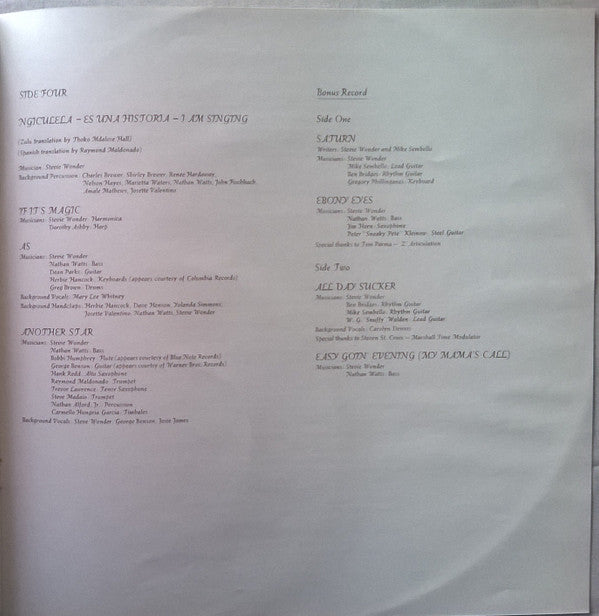 SIDE FOUR
NGICULELA – ES UNA HISTORIA – I AM SINGING
(Zulu translation by Thoko Mdalose Hall)
(Spanish translation by Raymond Maldonado)
Musician: Stevie Wonder
Background Percussion: Charles Brewer, Shirley Brewer, Renee Hardaway,
Nelson Hayes, Marietta Waters, Nathan Watts, John Fischbach,
Amale Mathews, Josette Valentino
IF IT'S MAGIC
Musicians: Stevie Wonder: Harmonica
Dorothy Ashby: Harp
AS
Musicians: Stevie Wonder
Nathan Watts: Bass
Dean Parks: Guitar
Herbie Hancock: Keyboards (appears courtesy of Columbia Records)
Greg Brown: Drums
Background Vocals: Mary Lee Whitney
Background Handclaps: Herbie Hancock, Dave Henson, Yolanda Simmons,
Josette Valentino, Nathan Watts, Stevie Wonder
ANOTHER STAR
Musicians: Stevie Wonder
Nathan Watts: Bass
Bobbi Humphrey: Flute (appears courtesy of Blue Note Records)
George Benson: Guitar (appears courtesy of Warner Bros. Records)
Hank Redd: Alto Saxophone
Raymond Maldonado: Trumpet
Trevor Laurence: Tenor Saxophone
Steve Madaio: Trumpet
Nathan Alford, Jr.: Percussion
Carmello Hungria Garcia: Timbales
Background Vocals: Stevie Wonder, George Benson, Josie James
Bonus Record
Side One
SATURN
Writers: Stevie Wonder and Mike Sembello
Musicians: Stevie Wonder
Mike Sembello: Lead Guitar
Ben Bridges: Rhythm Guitar
Gregory Phillinganes: Keyboard
EBONY EYES
Musicians: Stevie Wonder
Nathan Watts: Bass
Jim Horn: Saxophone
Peter "Sneaky Pete" Kleinow: Steel Guitar
Special thanks to
Side Two
ALL DAY SUCKER
Musicians: Stevie Wonder
Ben Bridges: Rhythm Guitar
Mike Sembello: Rhythm Guitar
W. G. Snuffy Walden: Lead Guitar
Background Vocals: Carolyn Dennis
Special thanks to Steven St. Croix – Marshall Time Modulator
EASY GOIN' EVENING (MY MAMA'S CALL)
Musicians: Stevie Wonder
Nathan Watts: Bass